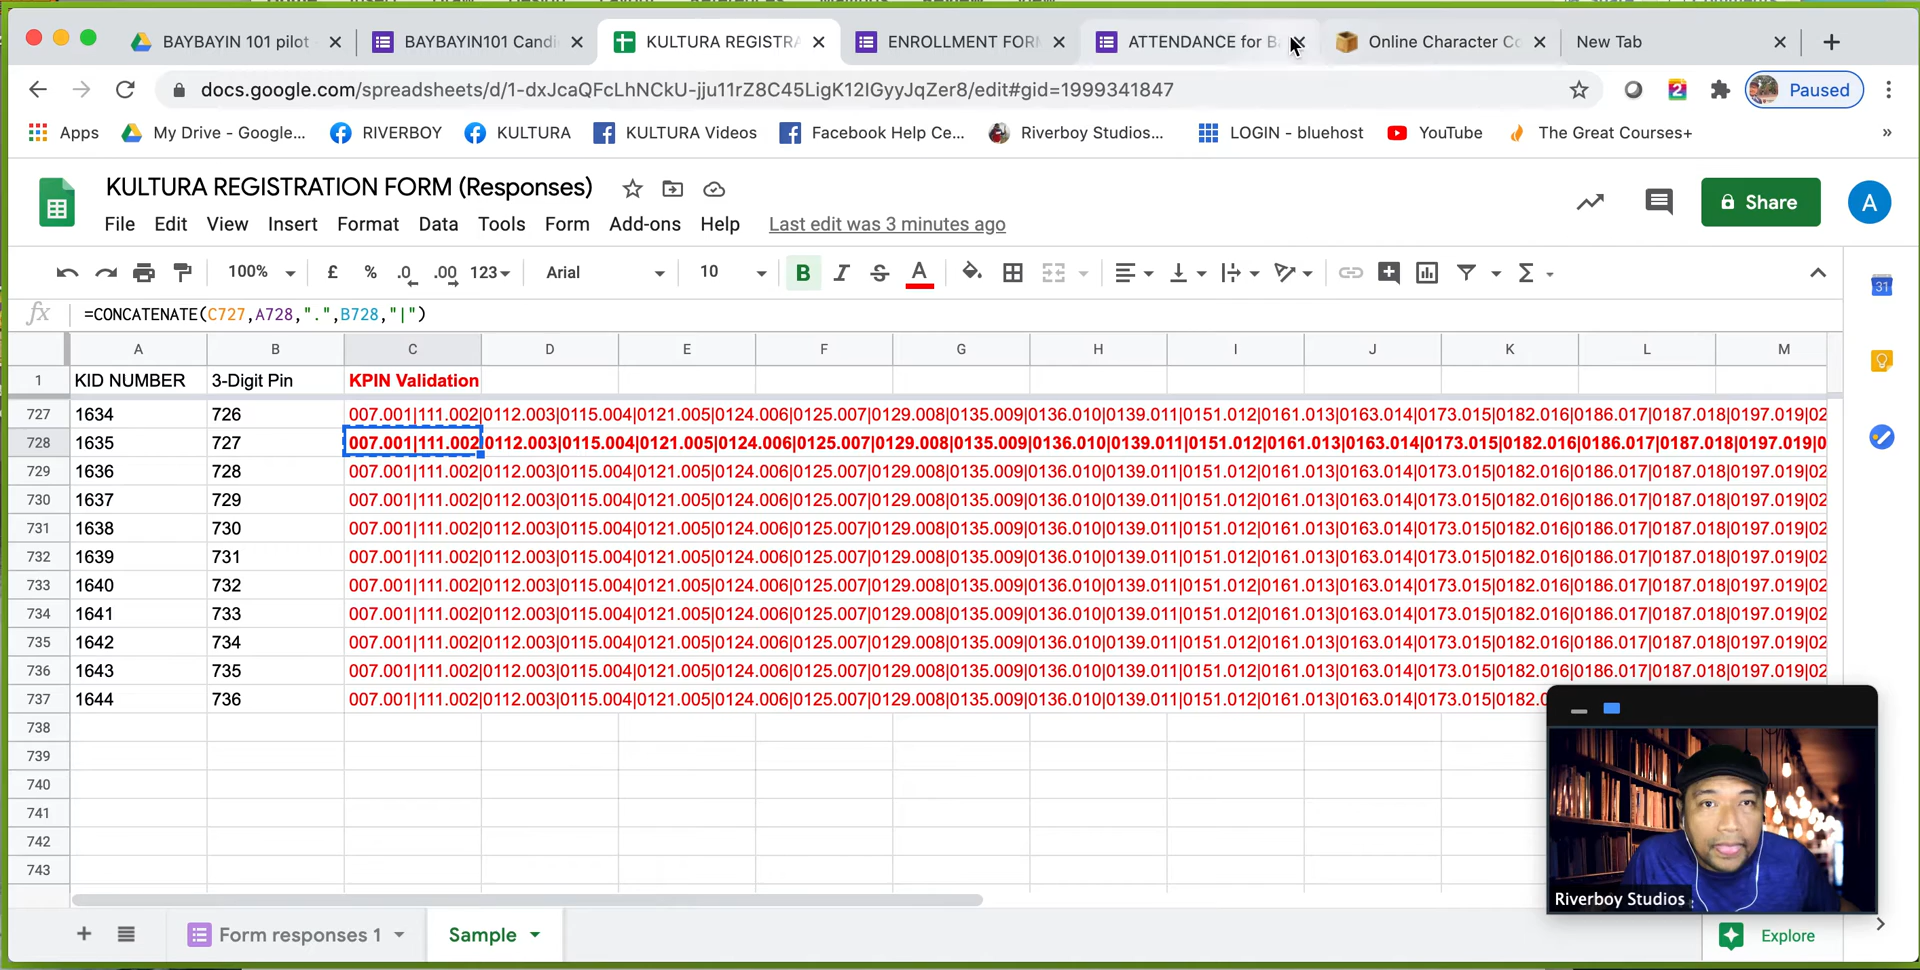 BAYBAYIN 101 pilot
BAYBAYIN101 Candi
KULTURA REGISTRA
ENROLLMENT FOR
ATTENDANCE for B
Online Character Co
New Tab
docs.google.com/spreadsheets/d/1-dxJcaQFcLhNCkU-jju11rZ8C45LigK12IGyyJqZer8/edit#gid=1999341847
Paused
Apps
My Drive - Google...
RIVERBOY
KULTURA
KULTURA Videos
Facebook Help Ce...
Riverboy Studios...
LOGIN - bluehost
YouTube
The Great Courses+
»
KULTURA REGISTRATION FORM (Responses)
File Edit View Insert Format Data Tools Form Add-ons Help Last edit was 3 minutes ago
Share
A
100% £ % .0 .00 123 Arial 10 B I S A Σ
31
fx =CONCATENATE(C727,A728,".",B728,"|")
A B C D E F G H I J K L M
1 KID NUMBER 3-Digit Pin KPIN Validation
727 1634 726 007.001|111.002|0112.003|0115.004|0121.005|0124.006|0125.007|0129.008|0135.009|0136.010|0139.011|0151.012|0161.013|0163.014|0173.015|0182.016|0186.017|0187.018|0197.019|02
728 1635 727 007.001|111.002|0112.003|0115.004|0121.005|0124.006|0125.007|0129.008|0135.009|0136.010|0139.011|0151.012|0161.013|0163.014|0173.015|0182.016|0186.017|0187.018|0197.019|0
729 1636 728 007.001|111.002|0112.003|0115.004|0121.005|0124.006|0125.007|0129.008|0135.009|0136.010|0139.011|0151.012|0161.013|0163.014|0173.015|0182.016|0186.017|0187.018|0197.019|02
730 1637 729 007.001|111.002|0112.003|0115.004|0121.005|0124.006|0125.007|0129.008|0135.009|0136.010|0139.011|0151.012|0161.013|0163.014|0173.015|0182.016|0186.017|0187.018|0197.019|02
731 1638 730 007.001|111.002|0112.003|0115.004|0121.005|0124.006|0125.007|0129.008|0135.009|0136.010|0139.011|0151.012|0161.013|0163.014|0173.015|0182.016|0186.017|0187.018|0197.019|02
732 1639 731 007.001|111.002|0112.003|0115.004|0121.005|0124.006|0125.007|0129.008|0135.009|0136.010|0139.011|0151.012|0161.013|0163.014|0173.015|0182.016|0186.017|0187.018|0197.019|02
733 1640 732 007.001|111.002|0112.003|0115.004|0121.005|0124.006|0125.007|0129.008|0135.009|0136.010|0139.011|0151.012|0161.013|0163.014|0173.015|0182.016|0186.017|0187.018|0197.019|02
734 1641 733 007.001|111.002|0112.003|0115.004|0121.005|0124.006|0125.007|0129.008|0135.009|0136.010|0139.011|0151.012|0161.013|0163.014|0173.015|0182.016|0186.017|0187.018|0197.019|02
735 1642 734 007.001|111.002|0112.003|0115.004|0121.005|0124.006|0125.007|0129.008|0135.009|0136.010|0139.011|0151.012|0161.013|0163.014|0173.015|0182.016|0186.017|0187.018|0197.019|02
736 1643 735 007.001|111.002|0112.003|0115.004|0121.005|0124.006|0125.007|0129.008|0135.009|0136.010|0139.011|0151.012|0161.013|0163.014|0173.015|0182.016|0186.017|0187.018|0197.019|02
737 1644 736 007.001|111.002|0112.003|0115.004|0121.005|0124.006|0125.007|0129.008|0135.009|0136.010|0139.011|0151.012|0161.013|0163.014|0173.015|0182.0
738
739
740
741
742
743
Riverboy Studios
Form responses 1
Sample
Explore